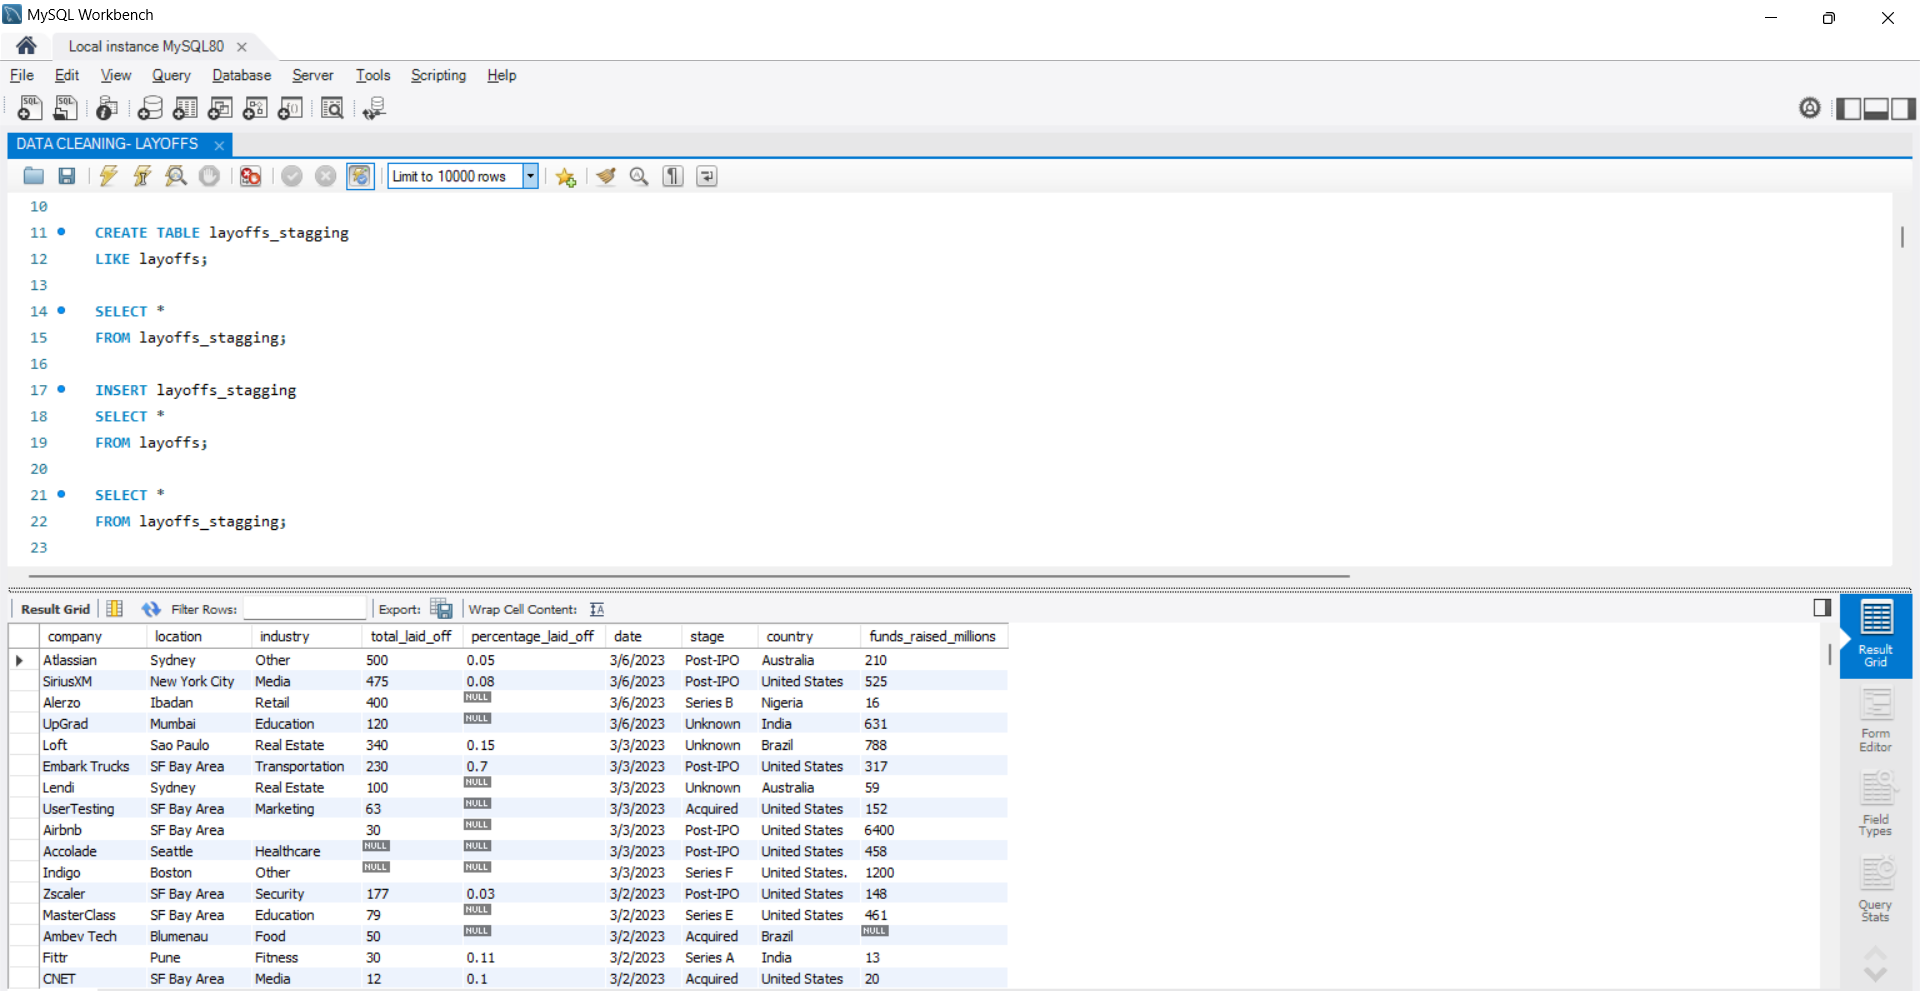 MySQL Workbench
Local instance MySQL80
File Edit View Query Database Server Tools Scripting Help
SQL SQL
DATA CLEANING- LAYOFFS
Limit to 10000 rows
10
11 CREATE TABLE layoffs_stagging
12 LIKE layoffs;
13
14 SELECT *
15 FROM layoffs_stagging;
16
17 INSERT layoffs_stagging
18 SELECT *
19 FROM layoffs;
20
21 SELECT *
22 FROM layoffs_stagging;
23
Result Grid Filter Rows: Export: Wrap Cell Content:
company location industry total_laid_off percentage_laid_off date stage country funds_raised_millions
Atlassian Sydney Other 500 0.05 3/6/2023 Post-IPO Australia 210
SiriusXM New York City Media 475 0.08 3/6/2023 Post-IPO United States 525
Alerzo Ibadan Retail 400 NULL 3/6/2023 Series B Nigeria 16
UpGrad Mumbai Education 120 NULL 3/6/2023 Unknown India 631
Loft Sao Paulo Real Estate 340 0.15 3/3/2023 Unknown Brazil 788
Embark Trucks SF Bay Area Transportation 230 0.7 3/3/2023 Post-IPO United States 317
Lendi Sydney Real Estate 100 NULL 3/3/2023 Unknown Australia 59
UserTesting SF Bay Area Marketing 63 NULL 3/3/2023 Acquired United States 152
Airbnb SF Bay Area 30 NULL 3/3/2023 Post-IPO United States 6400
Accolade Seattle Healthcare NULL NULL 3/3/2023 Post-IPO United States 458
Indigo Boston Other NULL NULL 3/3/2023 Series F United States. 1200
Zscaler SF Bay Area Security 177 0.03 3/2/2023 Post-IPO United States 148
MasterClass SF Bay Area Education 79 NULL 3/2/2023 Series E United States 461
Ambev Tech Blumenau Food 50 NULL 3/2/2023 Acquired Brazil NULL
Fittr Pune Fitness 30 0.11 3/2/2023 Series A India 13
CNET SF Bay Area Media 12 0.1 3/2/2023 Acquired United States 20
Result
Grid
Form
Editor
Field
Types
Query
Stats